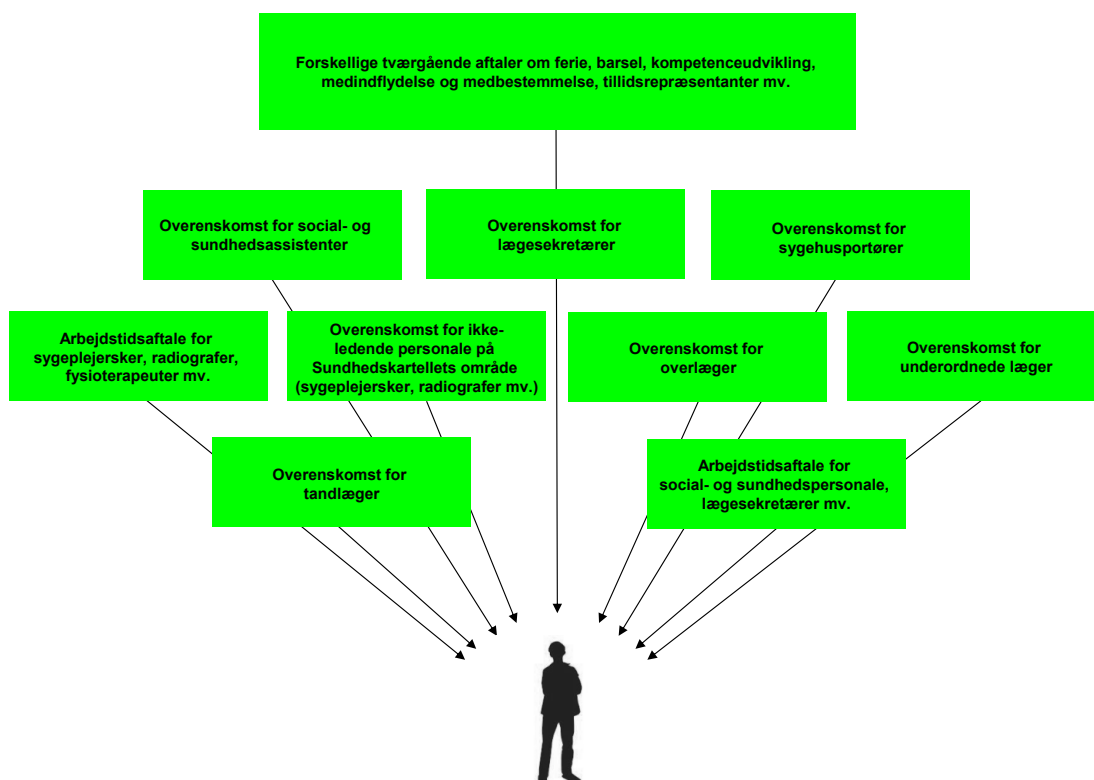 Forskellige tværgående aftaler om ferie, barsel, kompetenceudvikling,
medindflydelse og medbestemmelse, tillidsrepræsentanter mv.
Overenskomst for social- og
sundhedsassistenter
Overenskomst for
lægesekretærer
Overenskomst for
sygehusportører
Arbejdstidsaftale for
sygeplejersker, radiografer,
fysioterapeuter mv.
Overenskomst for ikke-
ledende personale på
Sundhedskartellets område
(sygeplejersker, radiografer mv.)
Overenskomst for
overlæger
Overenskomst for
underordnede læger
Overenskomst for
tandlæger
Arbejdstidsaftale for
social- og sundhedspersonale,
lægesekretærer mv.